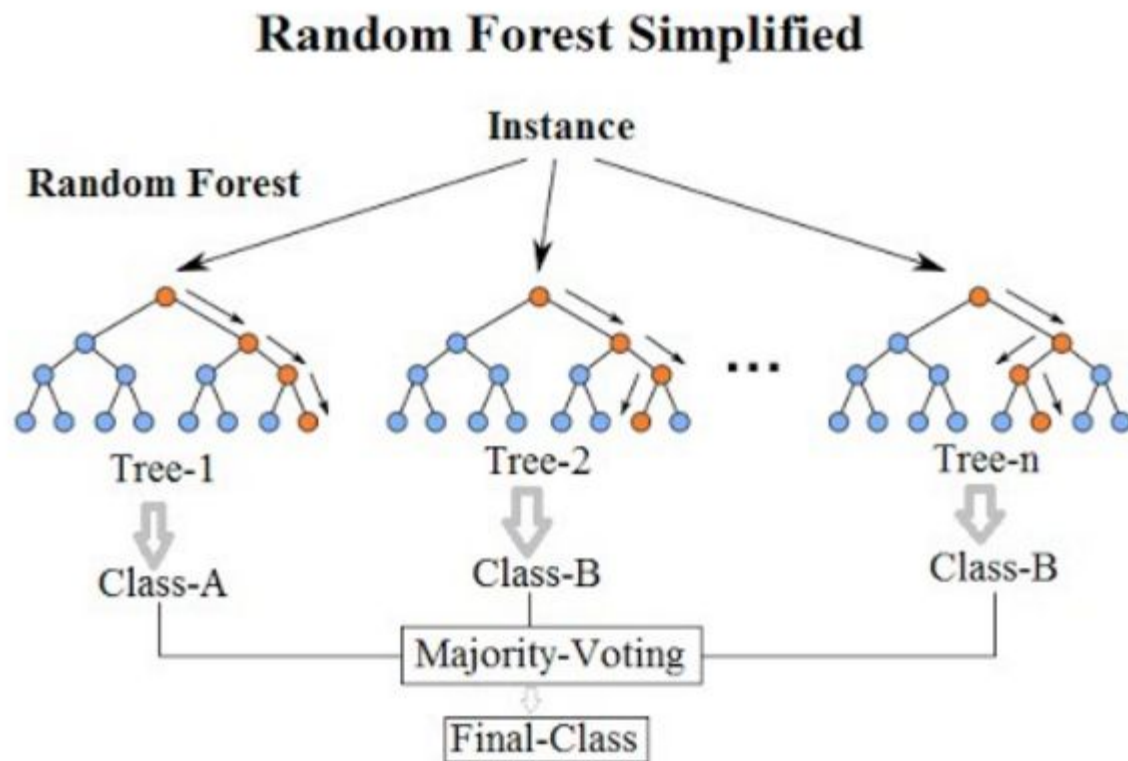 Random Forest Simplified
Instance
Random Forest
...
Tree-1
Tree-2
Tree-n
Class-A
Class-B
Class-B
Majority-Voting
Final-Class